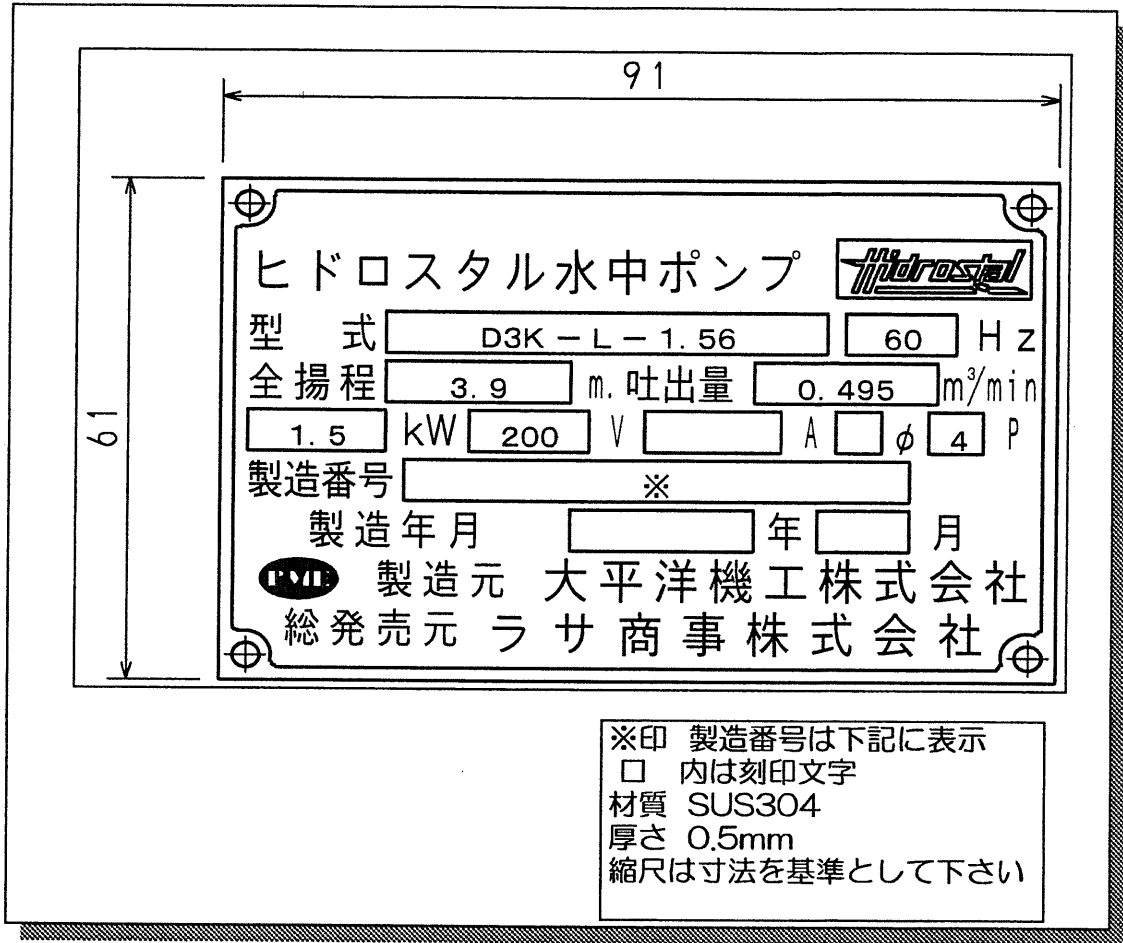 91
61
ヒドロスタル水中ポンプ Hidrostal
型式 D3K－L－1.56 60 Hz
全揚程 3.9 m. 吐出量 0.495 m³/min
1.5 kW 200 V A φ 4 P
製造番号 ※
製造年月 年 月
製造元 大平洋機工株式会社
総発売元 ラサ商事株式会社
※印 製造番号は下記に表示
□ 内は刻印文字
材質 SUS304
厚さ 0.5mm
縮尺は寸法を基準として下さい